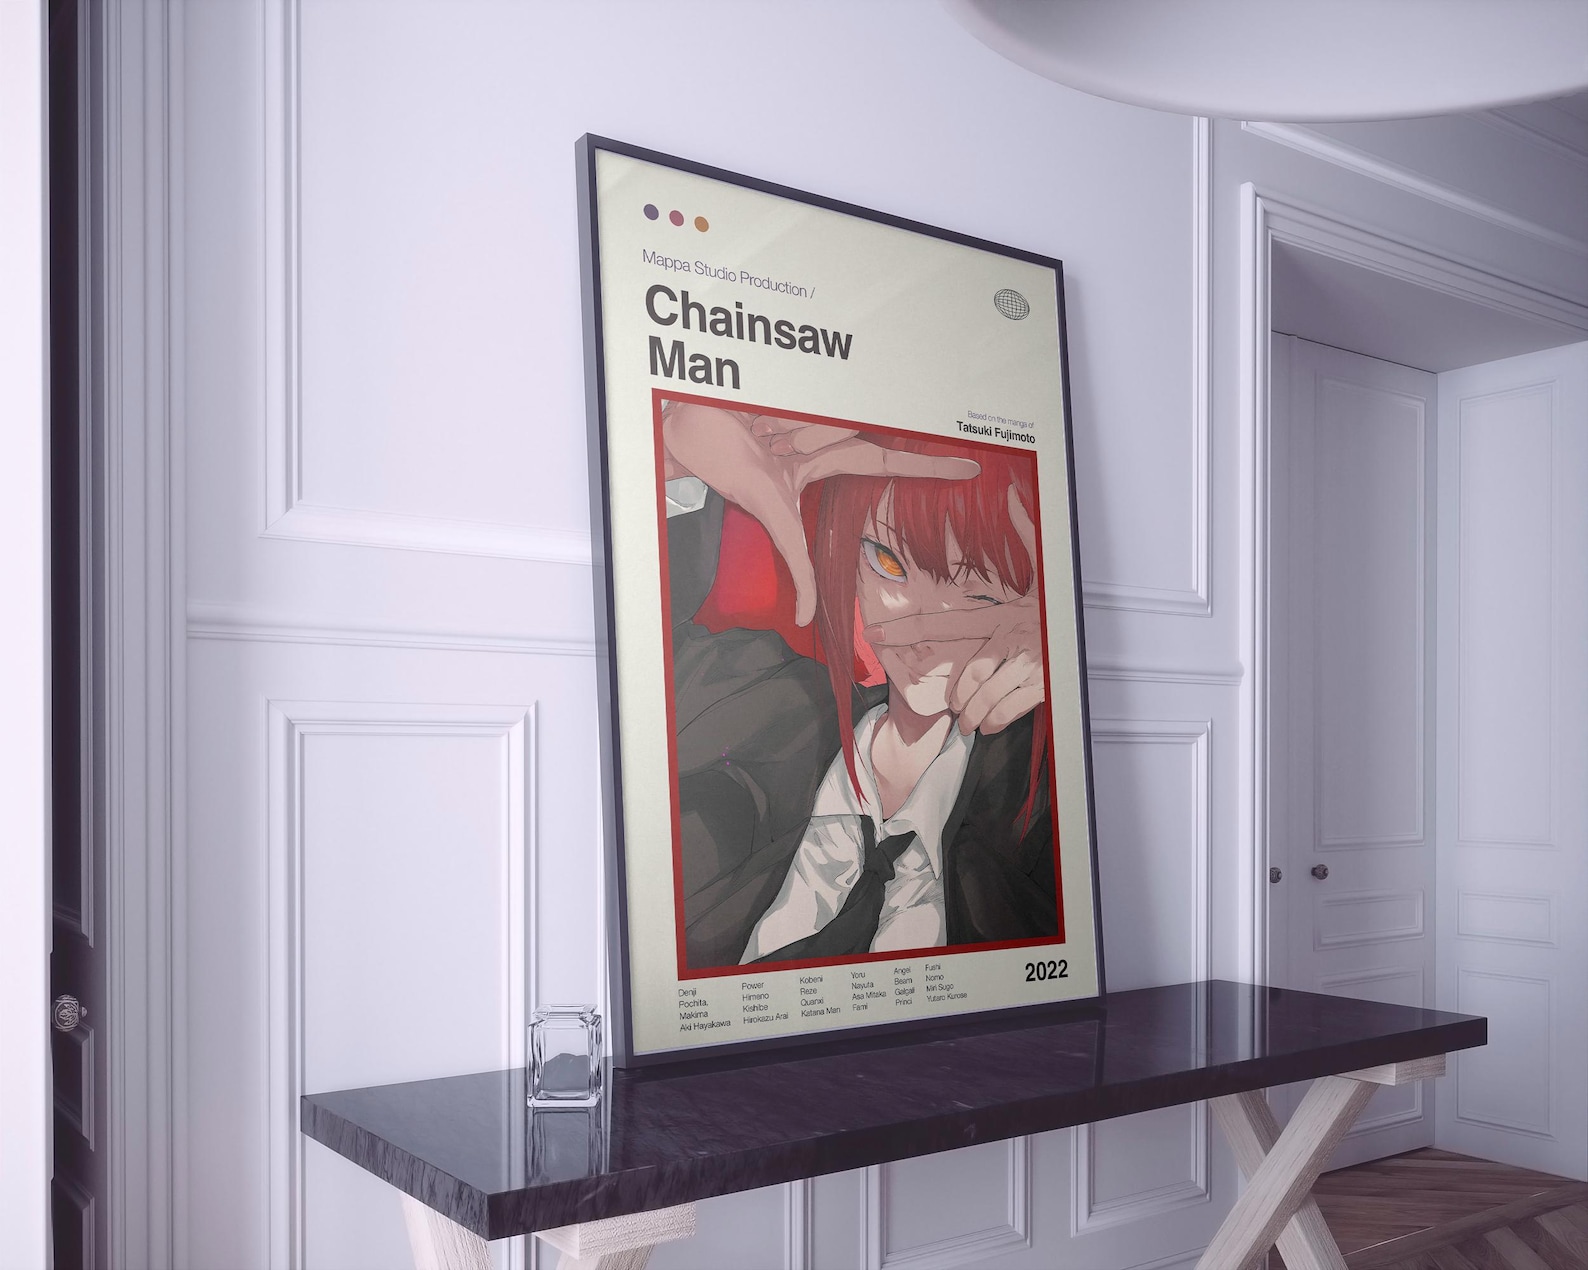 Mappa Studio Production /
Chainsaw
Man
Based on the manga of
Tatsuki Fujimoto
Denji
Pochita,
Makima
Aki Hayakawa
Power
Himeno
Kishibe
Hirokazu Arai
Kobeni
Reze
Quanxi
Katana Man
Yoru
Nayuta
Asa Mitaka
Fami
Angel
Beam
Galgali
Princi
Fushi
Nomo
Miri Sugo
Yutaro Kurose
2022